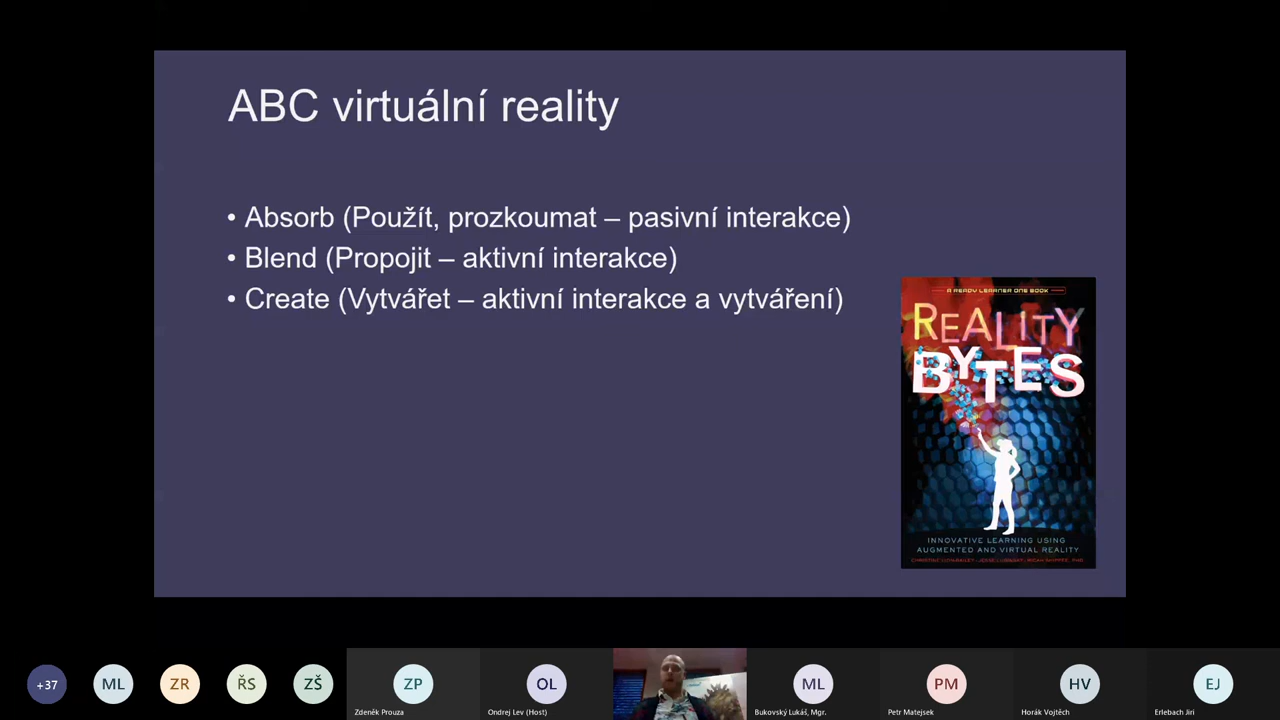 ABC virtuální reality
• Absorb (Použít, prozkoumat – pasivní interakce)
• Blend (Propojit – aktivní interakce)
• Create (Vytvářet – aktivní interakce a vytváření)
A READY LEARNER ONE BOOK
REALITY
BYTES
INNOVATIVE LEARNING USING
AUGMENTED AND VIRTUAL REALITY
+37
ML
ZR
ŘS
ZŠ
ZP
OL
ML
PM
HV
EJ
Zdeněk Prouza
Ondrej Lev (Host)
Bukovský Lukáš, Mgr.
Petr Matejsek
Horák Vojtěch
Erlebach Jiri